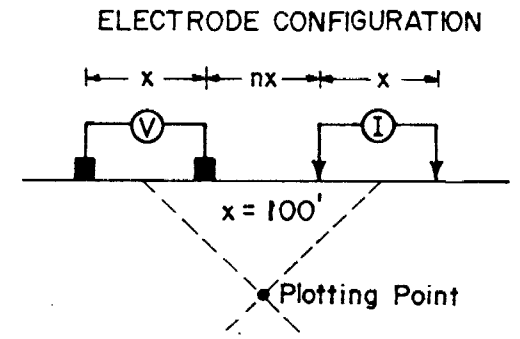 ELECTRODE CONFIGURATION
x nx x
V I
x = 100'
Plotting Point